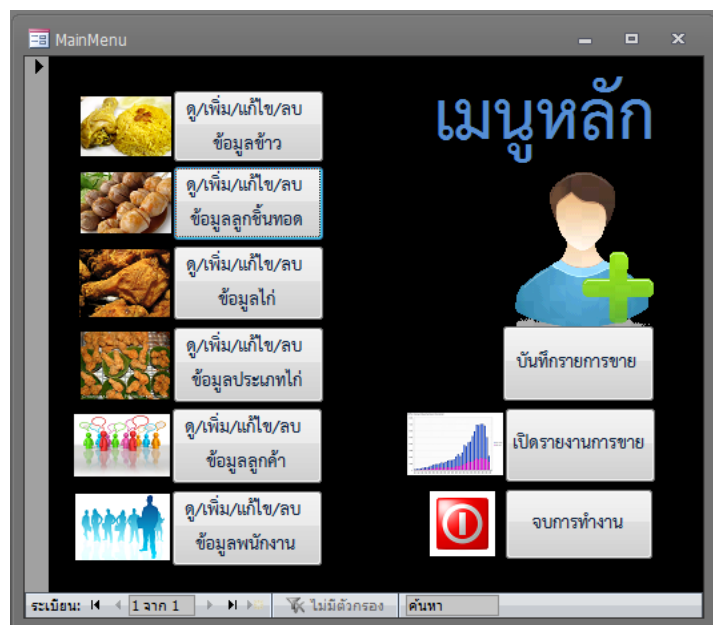 MainMenu
เมนูหลัก
ดู/เพิ่ม/แก้ไข/ลบ
ข้อมูลข้าว
ดู/เพิ่ม/แก้ไข/ลบ
ข้อมูลลูกชิ้นทอด
ดู/เพิ่ม/แก้ไข/ลบ
ข้อมูลไก่
ดู/เพิ่ม/แก้ไข/ลบ
ข้อมูลประเภทไก่
ดู/เพิ่ม/แก้ไข/ลบ
ข้อมูลลูกค้า
ดู/เพิ่ม/แก้ไข/ลบ
ข้อมูลพนักงาน
บันทึกรายการขาย
เปิดรายงานการขาย
จบการทำงาน
ระเบียน: 1 จาก 1 ไม่มีตัวกรอง ค้นหา